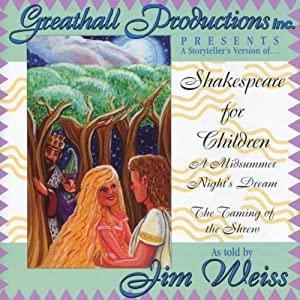 Greathall Productions Inc.
PRESENTS
A Storyteller's Version of...
Shakespeare
for
Children
A Midsummer
Night's Dream
The Taming of
the Shrew
As told by
Jim Weiss